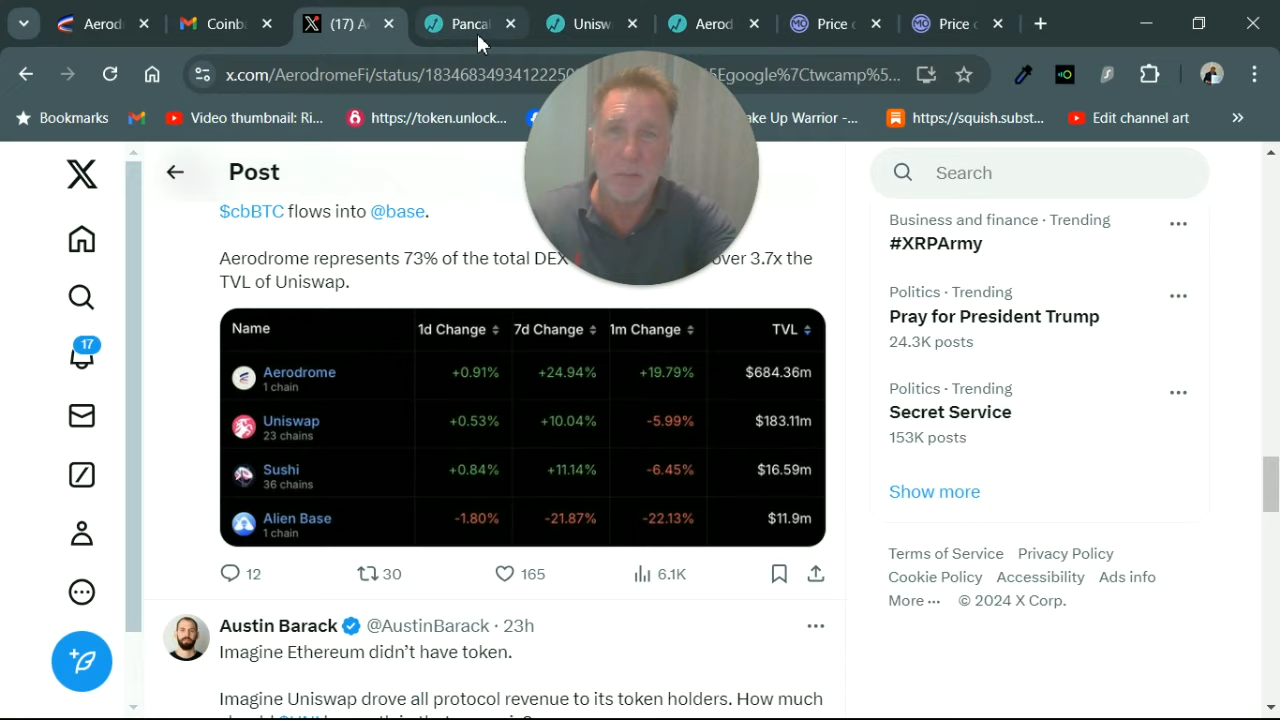 Aerod
Coinb
(17) A
Pancal
Unisw
Aerod
Price
Price
x.com/AerodromeFi/status/1834683493412225
Egoogle%7Ctwcamp%5...
Bookmarks
Video thumbnail: Ri...
https://token.unlock...
ake Up Warrior -...
https://squish.subst...
Edit channel art
Post
Search
$cbBTC flows into @base.
Aerodrome represents 73% of the total DEX over 3.7x the
TVL of Uniswap.
Name 1d Change 7d Change 1m Change TVL
Aerodrome +0.91% +24.94% +19.79% $684.36m
1 chain
Uniswap +0.53% +10.04% -5.99% $183.11m
23 chains
Sushi +0.84% +11.14% -6.45% $16.59m
36 chains
Alien Base -1.80% -21.87% -22.13% $11.9m
1 chain
12 30 165 6.1K
Austin Barack @AustinBarack · 23h
Imagine Ethereum didn't have token.
Imagine Uniswap drove all protocol revenue to its token holders. How much
17
Business and finance · Trending
#XRPArmy
Politics · Trending
Pray for President Trump
24.3K posts
Politics · Trending
Secret Service
153K posts
Show more
Terms of Service Privacy Policy
Cookie Policy Accessibility Ads info
More ··· © 2024 X Corp.